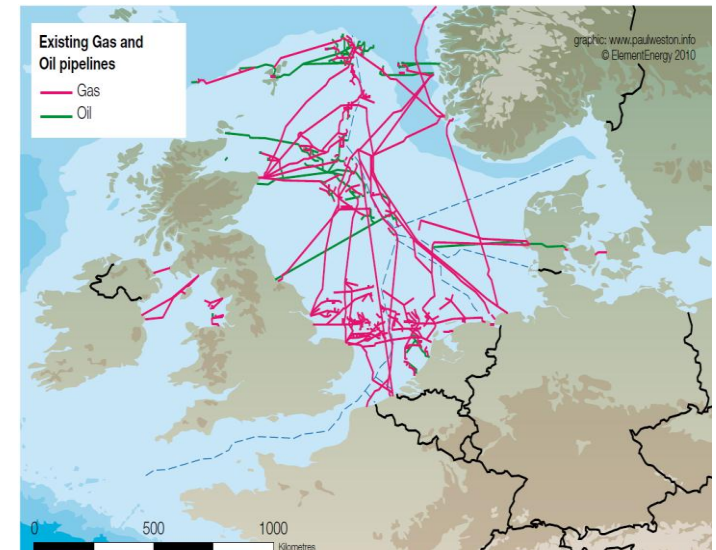 Existing Gas and
Oil pipelines
Gas
Oil
graphic: www.paulweston.info
© ElementEnergy 2010
0 500 1000
Kilometres